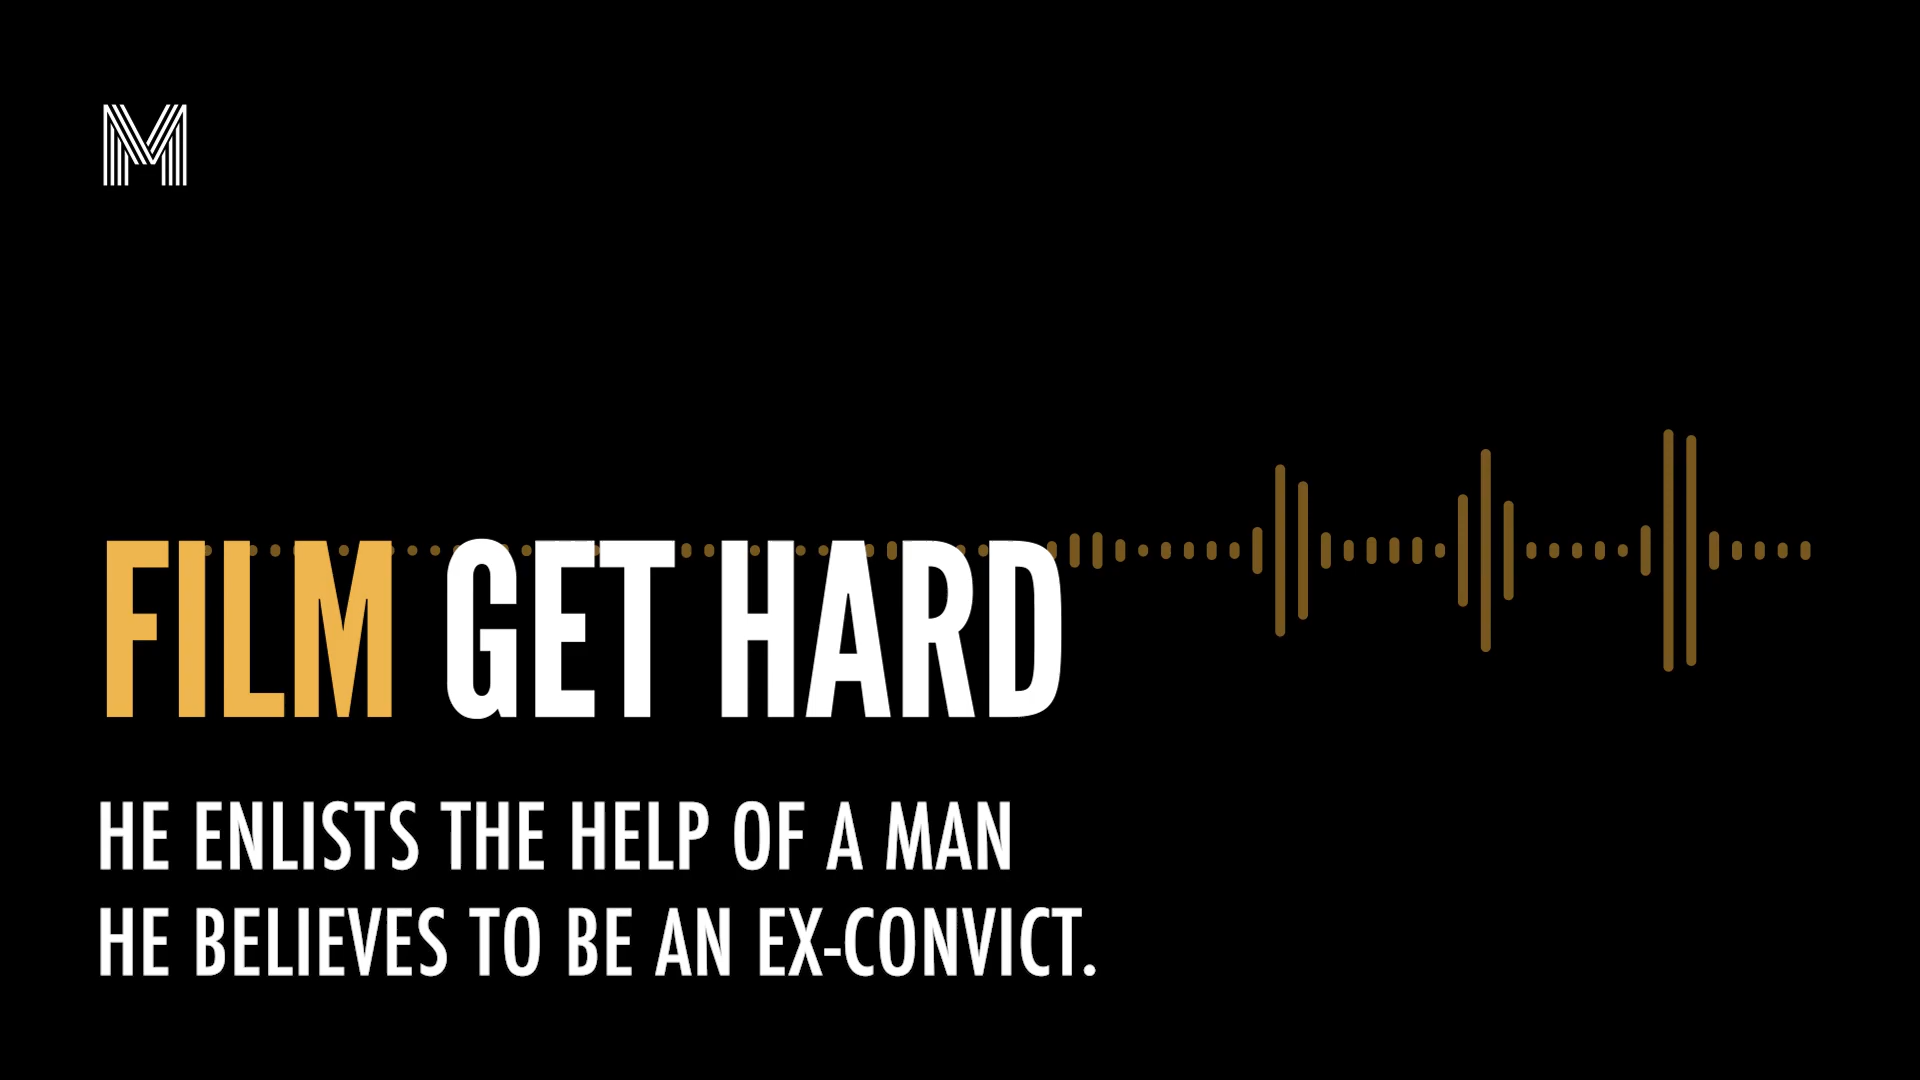 M
FILM GET HARD
HE ENLISTS THE HELP OF A MAN
HE BELIEVES TO BE AN EX-CONVICT.